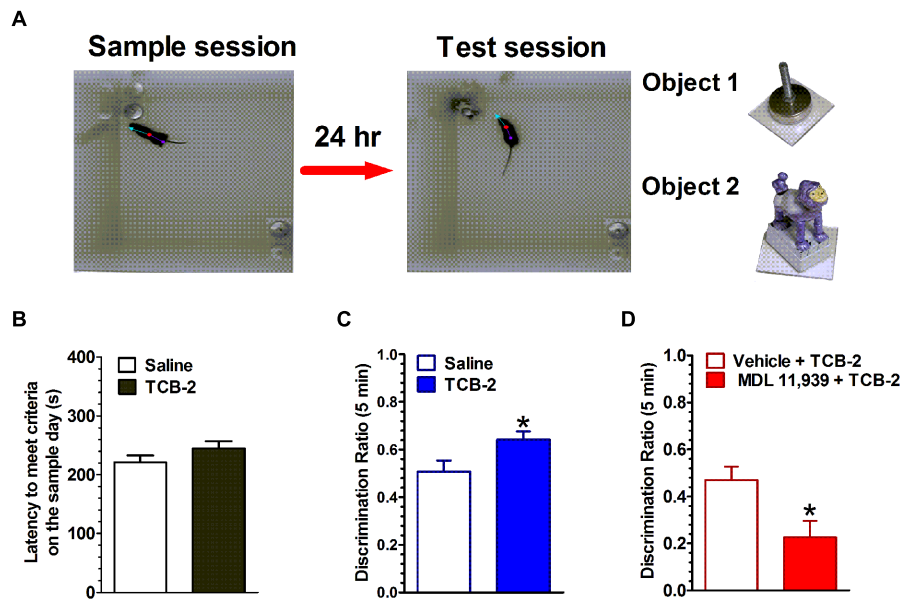 A
Sample session
Test session
24 hr
Object 1
Object 2
B
Latency to meet criteria
on the sample day (s)
400
300
200
100
0
Saline
TCB-2
C
Discrimination Ratio (5 min)
1.0
0.8
0.6
0.4
0.2
0.0
Saline
TCB-2
*
D
Discrimination Ratio (5 min)
1.0
0.8
0.6
0.4
0.2
0.0
Vehicle + TCB-2
MDL 11,939 + TCB-2
*